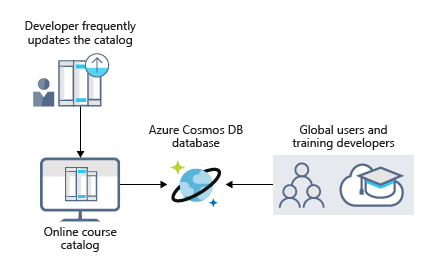 Developer frequently
updates the catalog
Azure Cosmos DB
database
Global users and
training developers
Online course
catalog